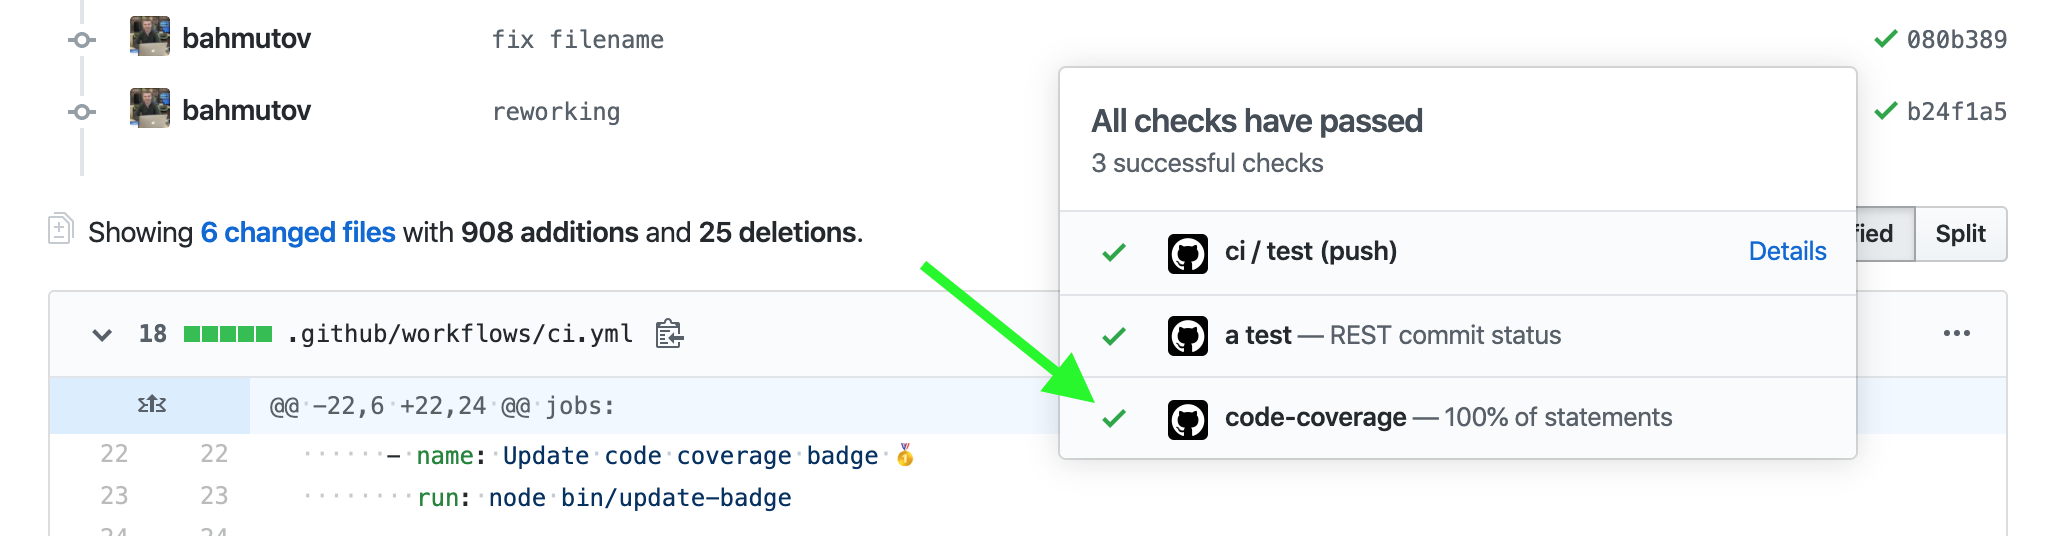 bahmutov fix filename 080b389
bahmutov reworking b24f1a5
All checks have passed
3 successful checks
Showing 6 changed files with 908 additions and 25 deletions.
Split
ci / test (push) Details
a test — REST commit status
code-coverage — 100% of statements
18 .github/workflows/ci.yml
@@ -22,6 +22,24 @@ jobs:
22 22 - name: Update code coverage badge 🥇
23 23 run: node bin/update-badge